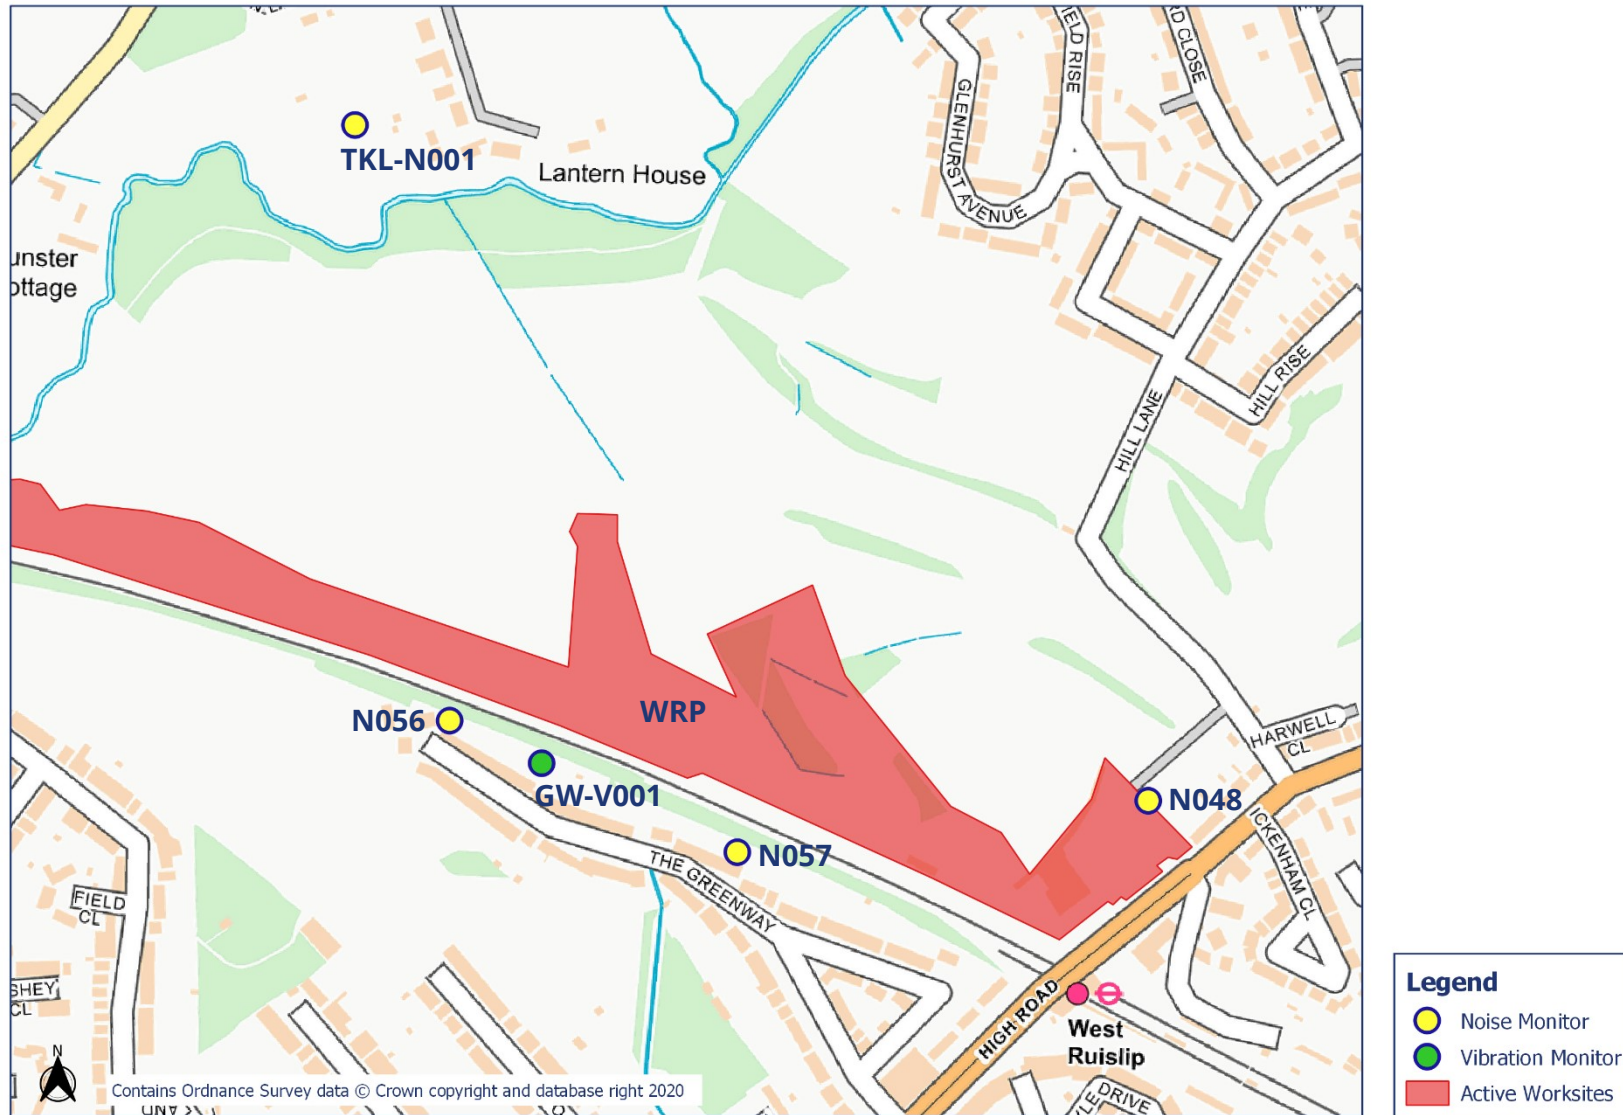 TKL-N001
Lantern House
GLENHURST AVENUE
FIELD RISE
RD CLOSE
unster
ottage
HILL LANE
HILL RISE
N056
WRP
GW-V001
N057
N048
HARWELL
CL
THE GREENWAY
ICKENHAM CL
FIELD
CL
SHEY
CL
HIGH ROAD
West
Ruislip
DRIVE
N
Contains Ordnance Survey data © Crown copyright and database right 2020
Legend
Noise Monitor
Vibration Monitor
Active Worksites